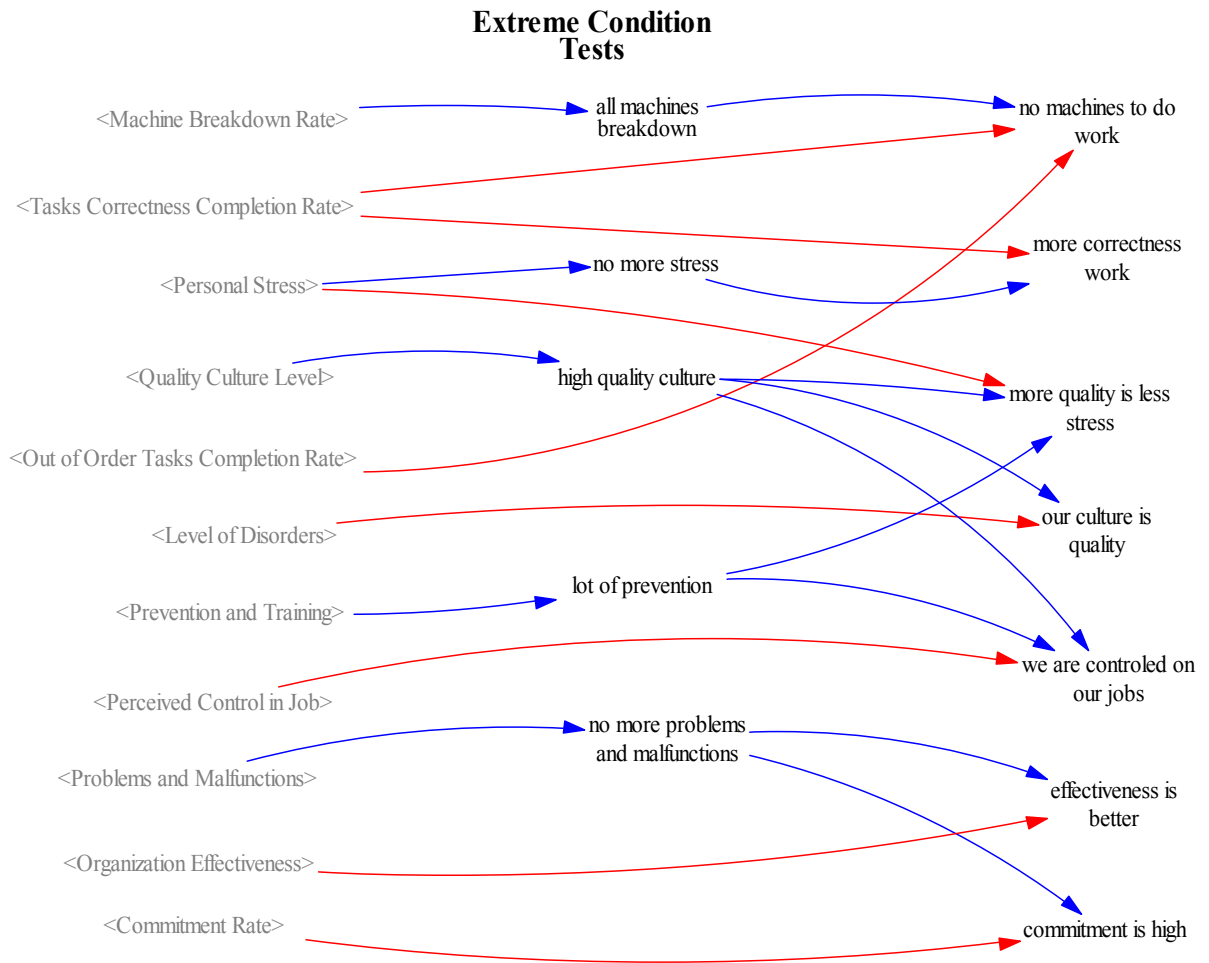 Extreme Condition
Tests
<Machine Breakdown Rate>
all machines
breakdown
no machines to do
work
<Tasks Correctness Completion Rate>
more correctness
work
<Personal Stress>
no more stress
<Quality Culture Level>
high quality culture
more quality is less
stress
<Out of Order Tasks Completion Rate>
<Level of Disorders>
our culture is
quality
<Prevention and Training>
lot of prevention
we are controled on
our jobs
<Perceived Control in Job>
<Problems and Malfunctions>
no more problems
and malfunctions
effectiveness is
better
<Organization Effectiveness>
<Commitment Rate>
commitment is high